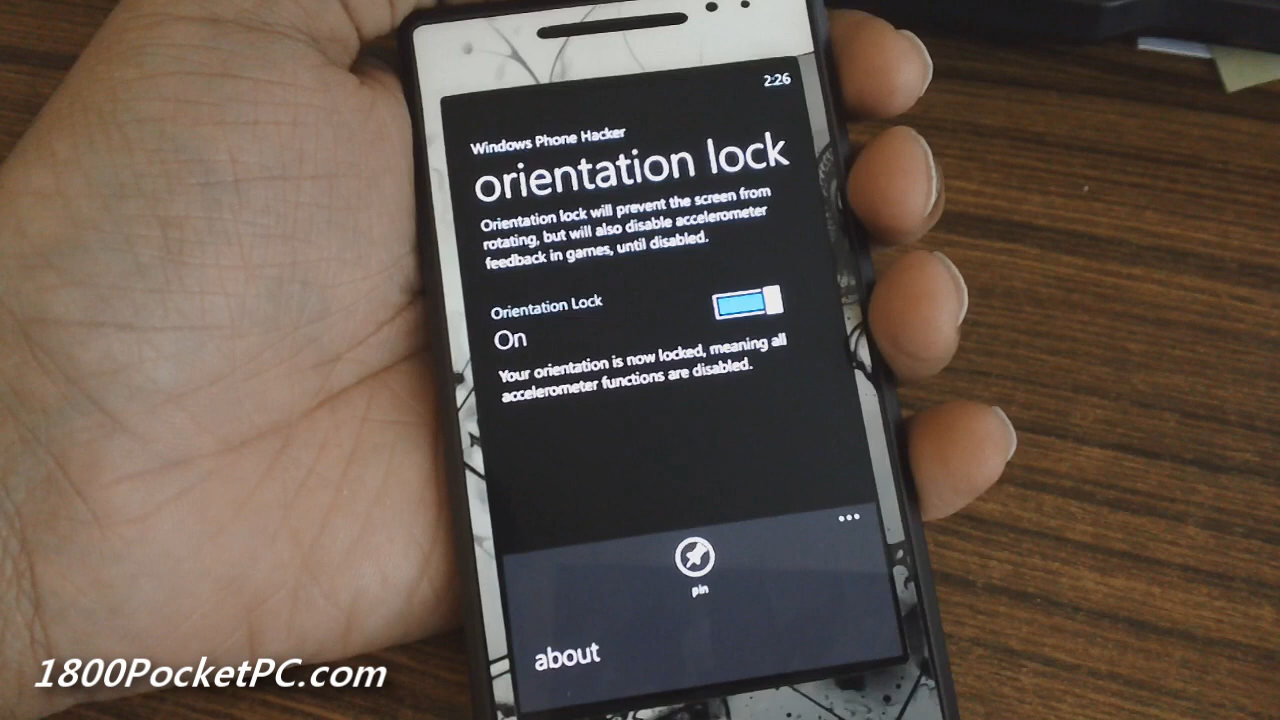 2:26
Windows Phone Hacker
orientation lock
Orientation lock will prevent the screen from
rotating, but will also disable accelerometer
feedback in games, until disabled.
Orientation Lock
On
Your orientation is now locked, meaning all
accelerometer functions are disabled.
pin
about
1800PocketPC.com